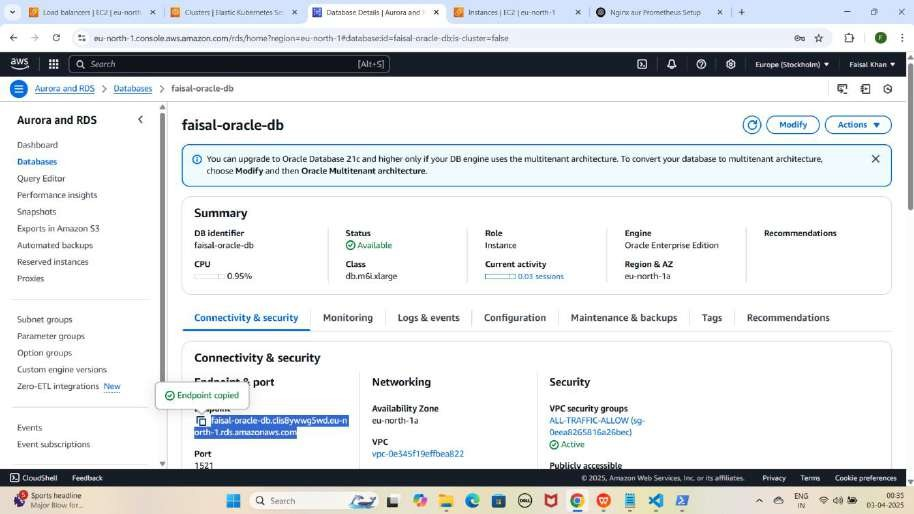 Load balancers | EC2 | eu-north
Clusters | Elastic Kubernetes Se
Database Details | Aurora and
Instances | EC2 | eu-north-1
Nginx aur Prometheus Setup
eu-north-1.console.aws.amazon.com/rds/home?region=eu-north-1#database:id=faisal-oracle-db;is-cluster=false
F
aws
Search
[Alt+S]
Europe (Stockholm)
Faisal Khan
Aurora and RDS > Databases > faisal-oracle-db
Aurora and RDS
Dashboard
Databases
Query Editor
Performance insights
Snapshots
Exports in Amazon S3
Automated backups
Reserved instances
Proxies
Subnet groups
Parameter groups
Option groups
Custom engine versions
Zero-ETL integrations New
Events
Event subscriptions
faisal-oracle-db
Modify
Actions
You can upgrade to Oracle Database 21c and higher only if your DB engine uses the multitenant architecture. To convert your database to multitenant architecture,
choose Modify and then Oracle Multitenant architecture.
Summary
DB identifier
faisal-oracle-db
Status
Available
Role
Instance
Engine
Oracle Enterprise Edition
Recommendations
CPU
0.95%
Class
db.m6i.xlarge
Current activity
0.03 sessions
Region & AZ
eu-north-1a
Connectivity & security
Monitoring
Logs & events
Configuration
Maintenance & backups
Tags
Recommendations
Connectivity & security
Endpoint & port
Endpoint copied
Endpoint
faisal-oracle-db.clis8ywwg5wd.eu-n
orth-1.rds.amazonaws.com
Port
1521
Networking
Availability Zone
eu-north-1a
VPC
vpc-0e345f19effbea822
Security
VPC security groups
ALL-TRAFFIC-ALLOW (sg-
0eea8265816a26bec)
Active
Publicly accessible
CloudShell
Feedback
© 2025, Amazon Web Services, Inc. or its affiliates.
Privacy
Terms
Cookie preferences
5
Sports headline
Major Blow for...
Search
DELL
ENG
IN
00:35
03-04-2025